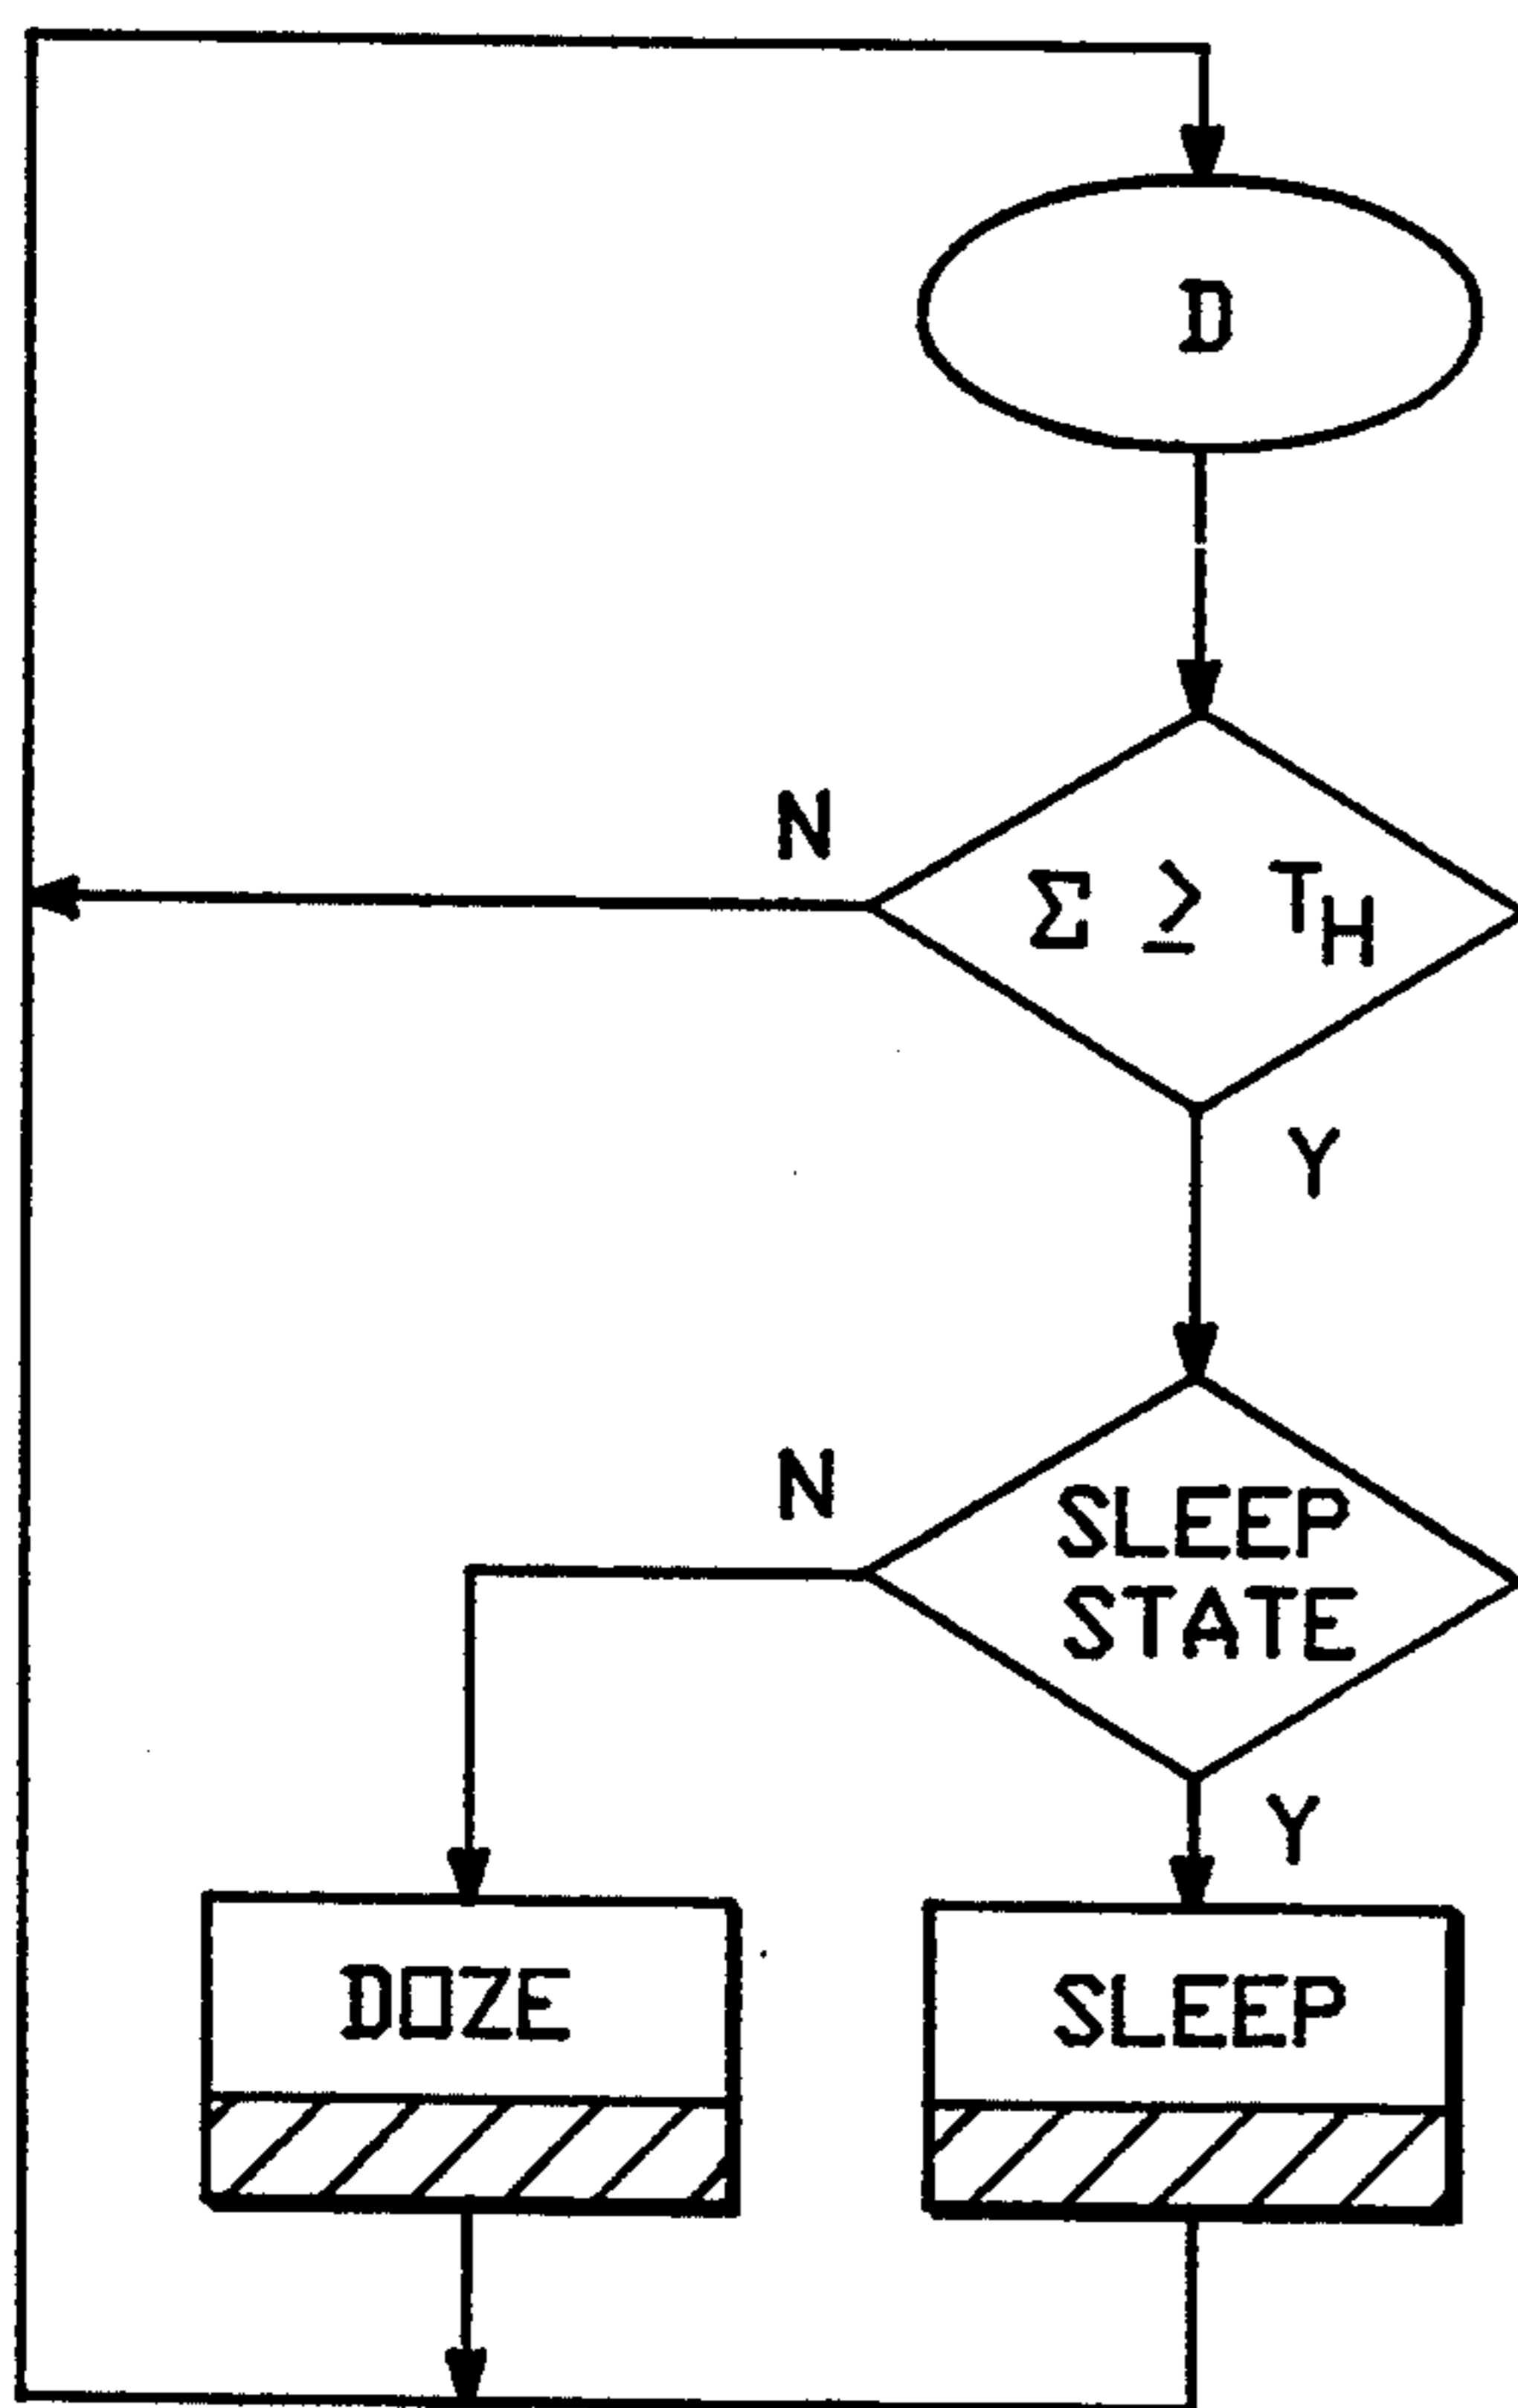 D
N
Σ ≥ TH
Y
N
SLEEP
STATE
Y
DOZE
SLEEP